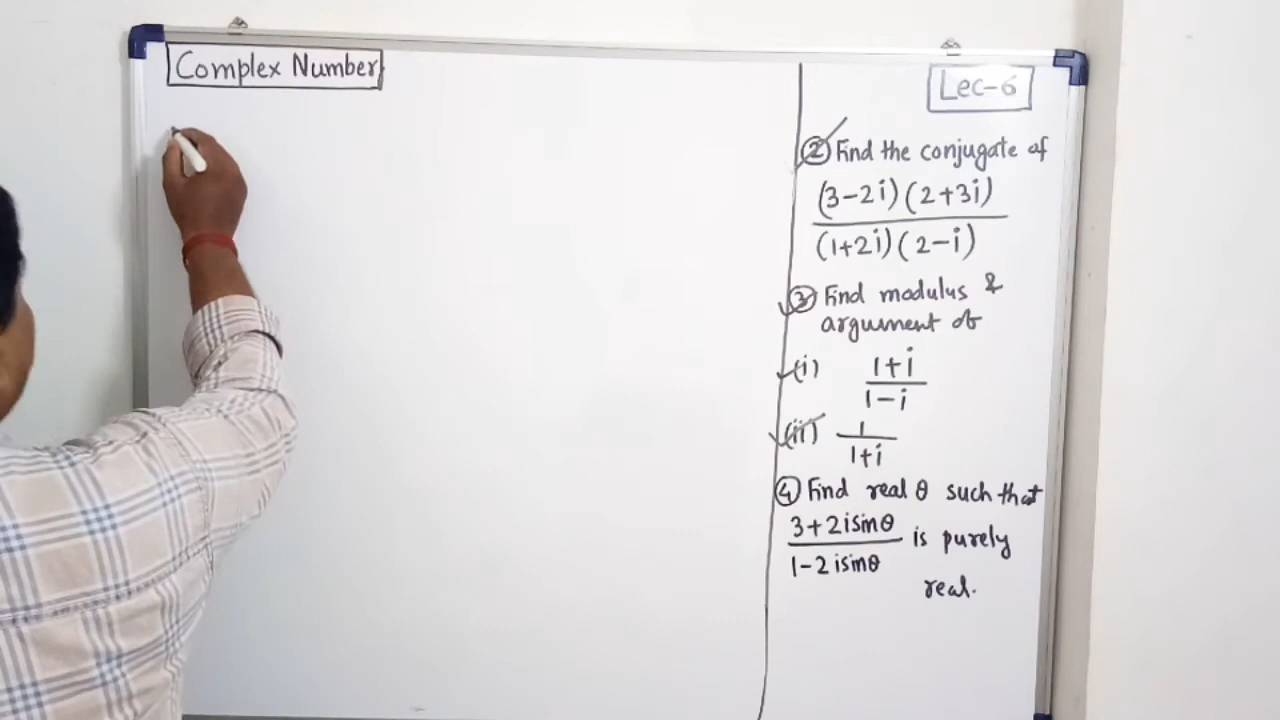 Complex Number
Lec-6
② Find the conjugate of
(3-2i)(2+3i)
(1+2i)(2-i)
③ Find modulus &
argument of
(i) 1+i
1-i
(ii) 1
1+i
④ Find real θ such that
3+2isinθ
1-2isinθ
is purely
real.